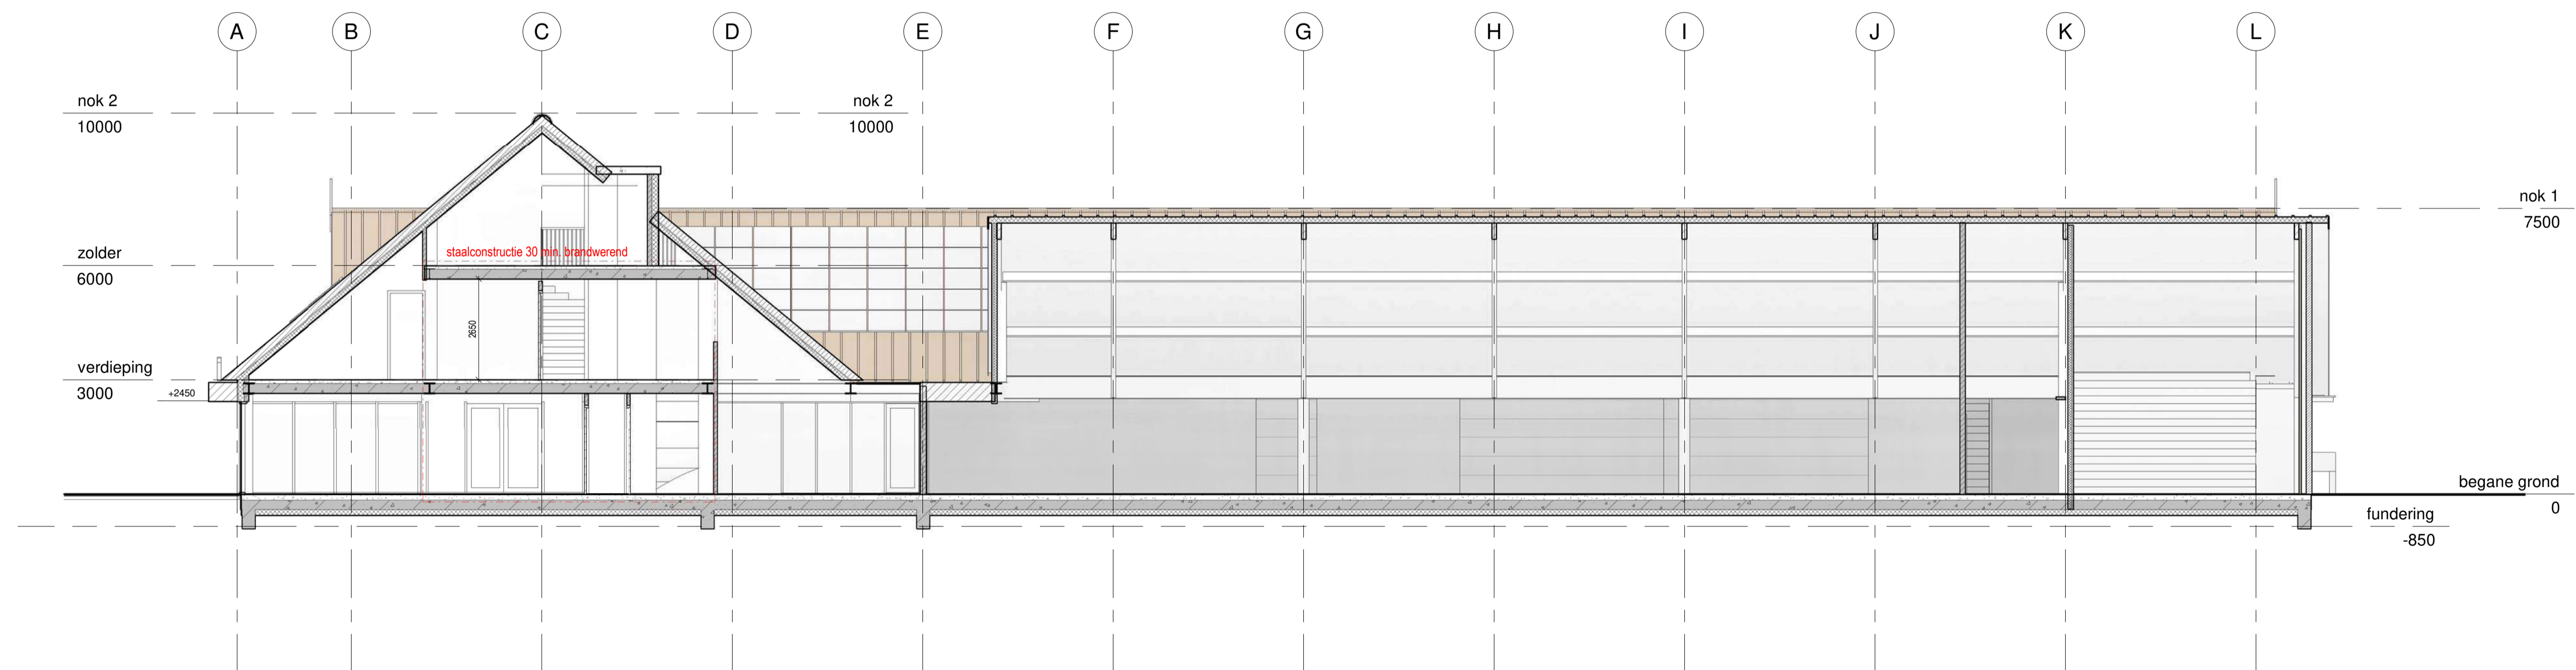 A B C D E F G H I J K L
nok 2
10000
nok 2
10000
nok 1
7500
zolder
6000
staalconstructie 30 min. brandwerend
2650
verdieping
3000
+2450
begane grond
0
fundering
-850